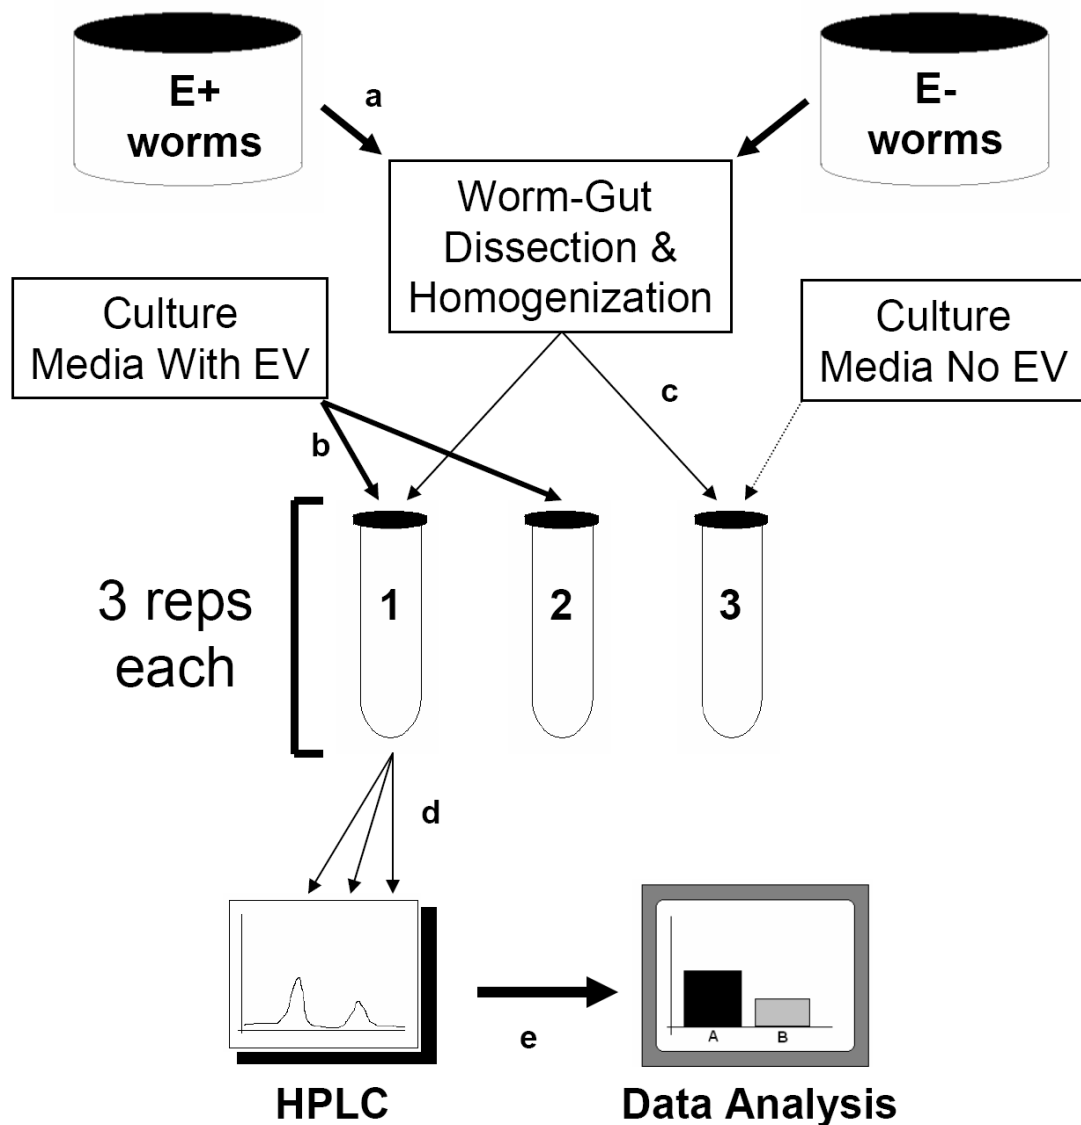 E+
worms
a
E-
worms
Worm-Gut
Dissection &
Homogenization
Culture
Media With EV
Culture
Media No EV
b
c
3 reps
each
1
2
3
d
A
B
e
HPLC
Data Analysis